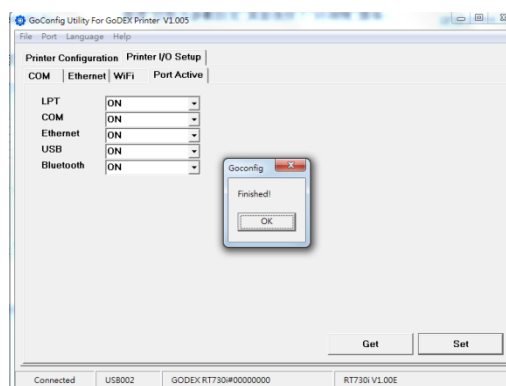 GoConfig Utility For GoDEX Printer V1.005
File Port Language Help
Printer Configuration Printer I/O Setup
COM Ethernet WiFi Port Active
LPT ON
COM ON
Ethernet ON
USB ON
Bluetooth ON
Goconfig
Finished!
OK
Get Set
Connected USB002 GODEX RT730i#00000000 RT730i V1.00E